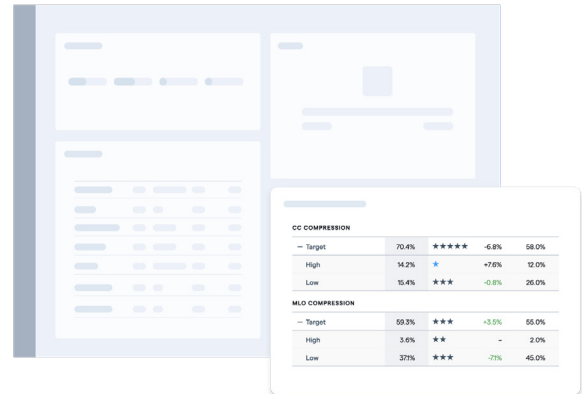 CC COMPRESSION
– Target 70.4% ★★★★★ -6.8% 58.0%
High 14.2% ★ +7.6% 12.0%
Low 15.4% ★★★ -0.8% 26.0%
MLO COMPRESSION
– Target 59.3% ★★★ +3.5% 55.0%
High 3.6% ★★ – 2.0%
Low 37.1% ★★★ -7.1% 45.0%